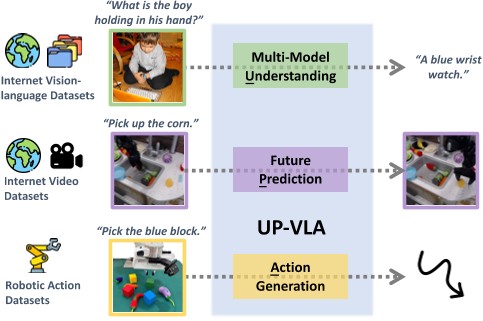 “What is the boy
holding in his hand?”
Internet Vision-
language Datasets
Multi-Model
Understanding
“A blue wrist
watch.”
“Pick up the corn.”
Internet Video
Datasets
Future
Prediction
UP-VLA
“Pick the blue block.”
Robotic Action
Datasets
Action
Generation